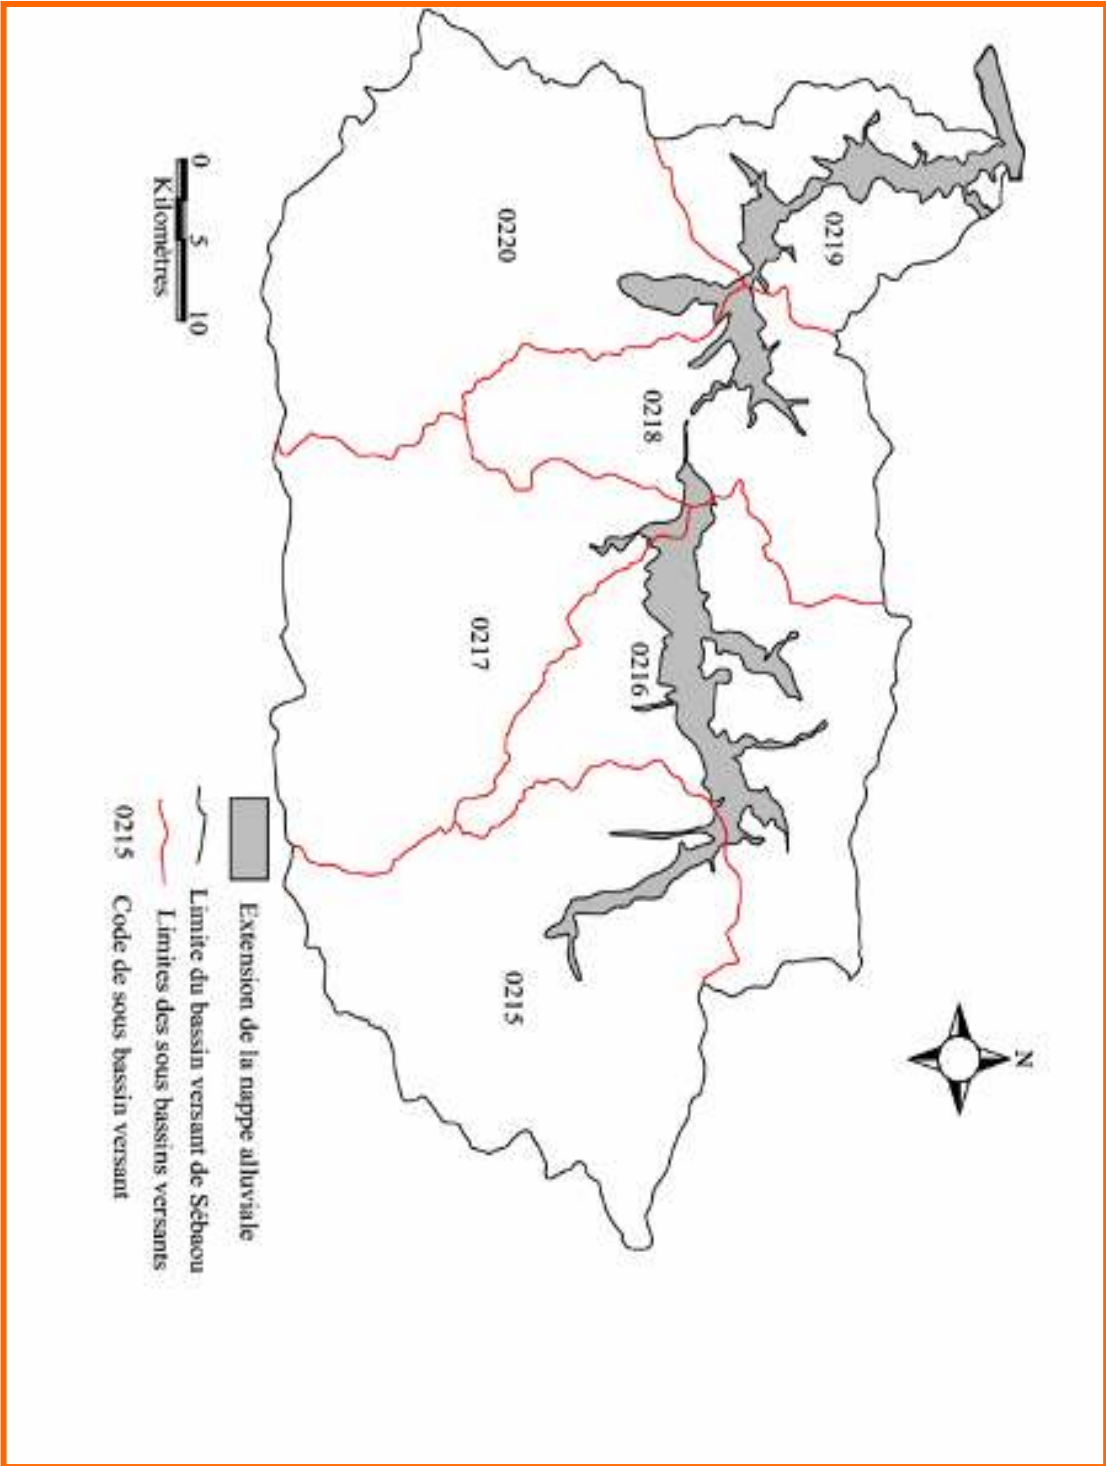 N
0219
0220
0218
0216
0217
0215
0 5 10
Kilomètres
Extension de la nappe alluviale
Limite du bassin versant de Sébaou
Limites des sous bassins versants
0215 Code de sous bassin versant